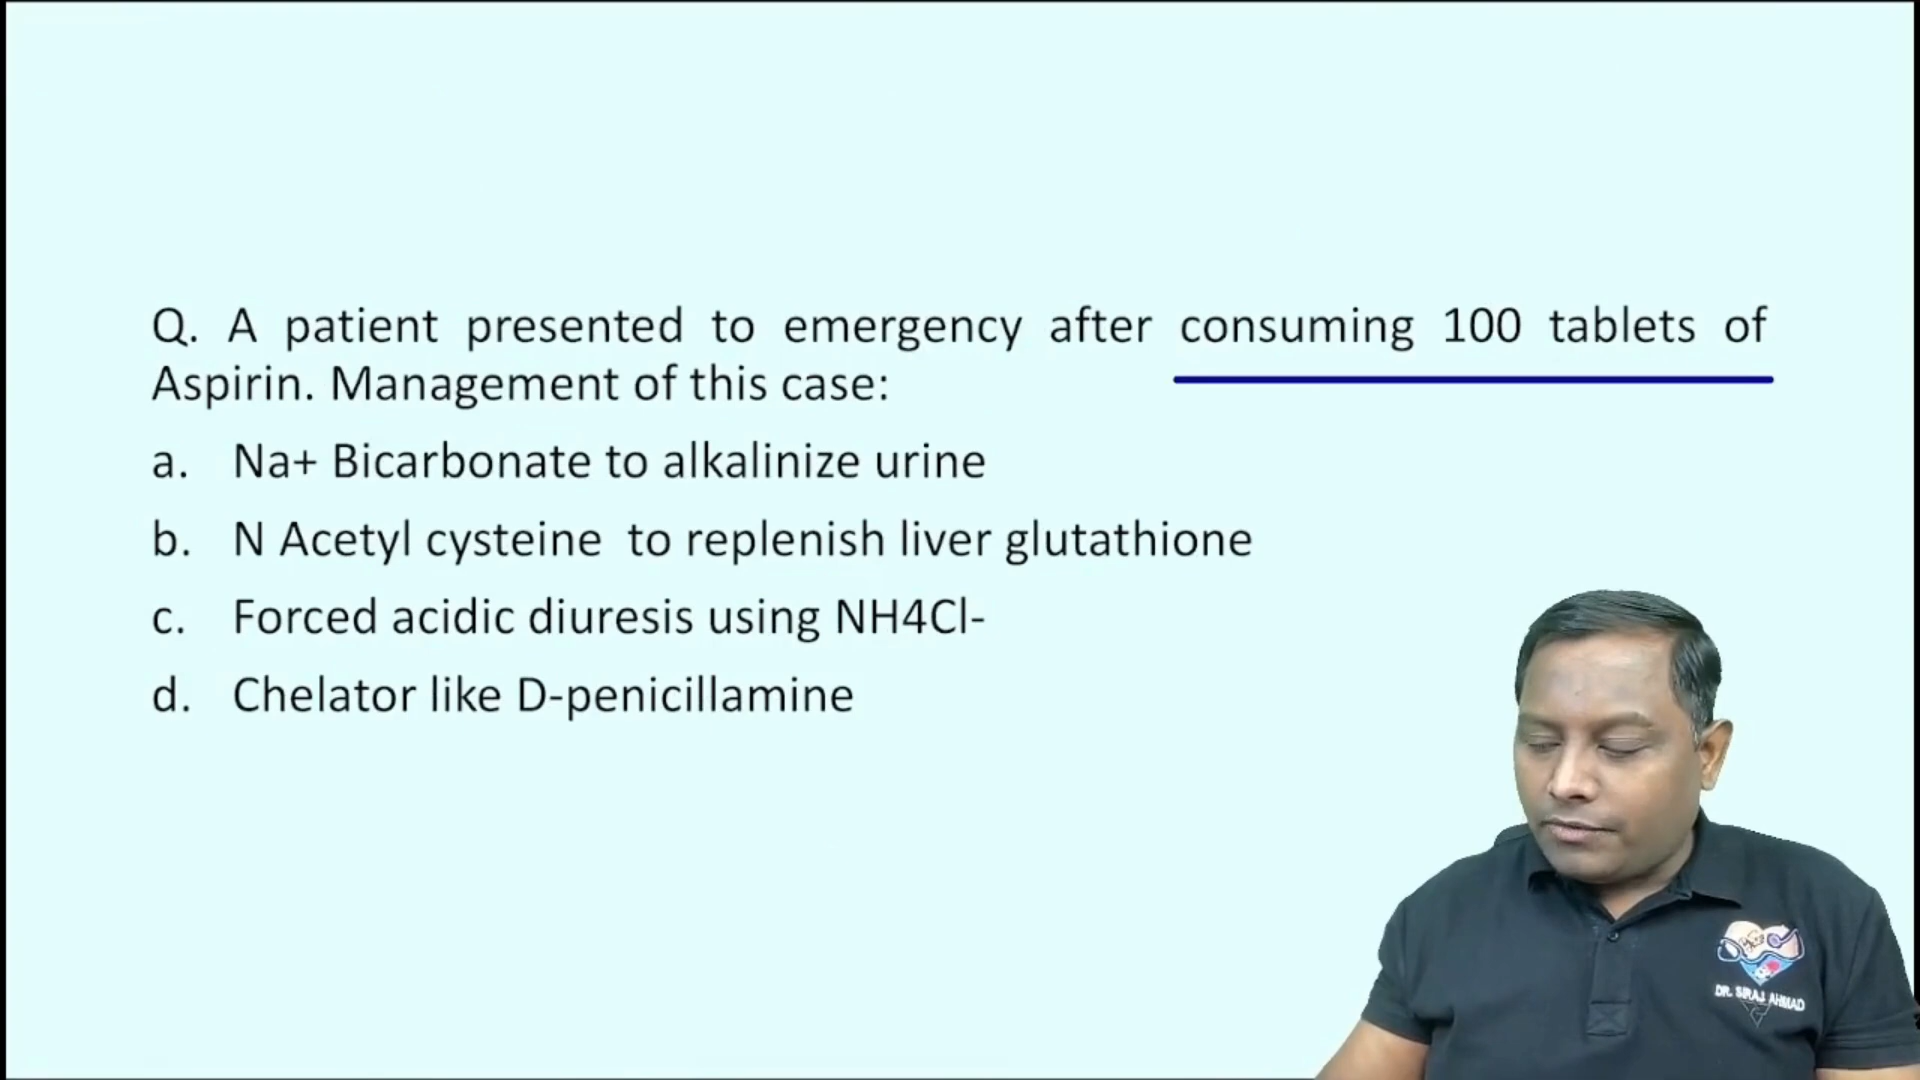 Q. A patient presented to emergency after consuming 100 tablets of
Aspirin. Management of this case:
a. Na+ Bicarbonate to alkalinize urine
b. N Acetyl cysteine to replenish liver glutathione
c. Forced acidic diuresis using NH4Cl-
d. Chelator like D-penicillamine
DR. SIRAJ AHMAD